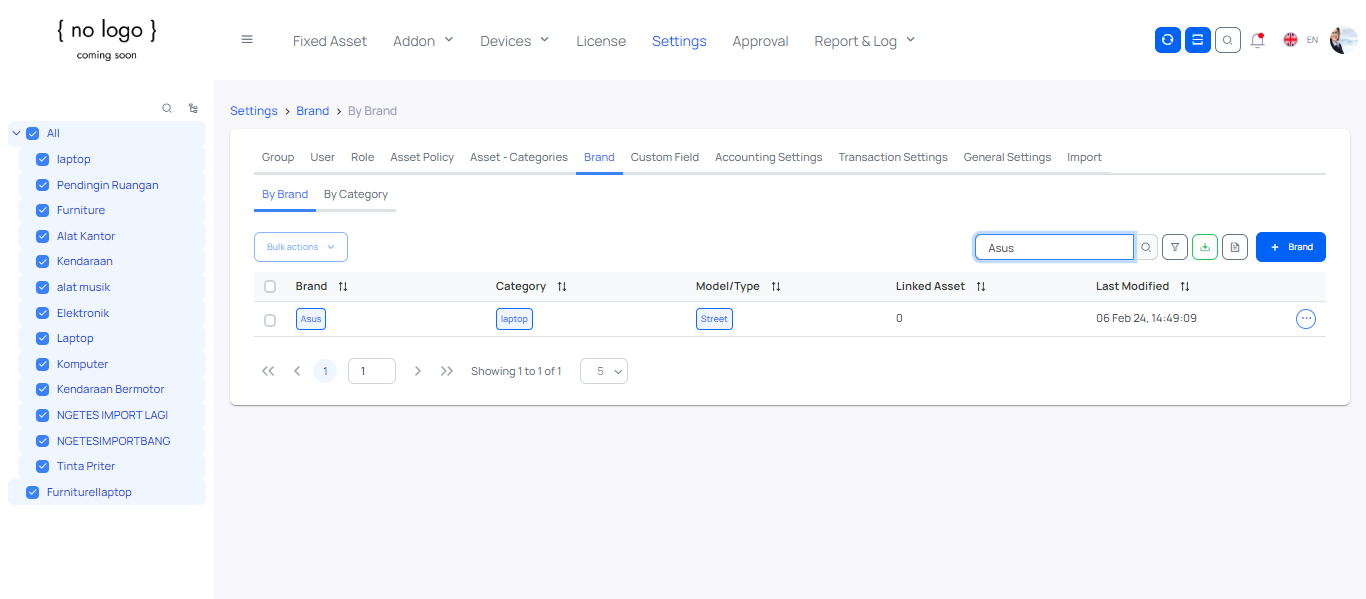 { no logo }
coming soon
Fixed Asset Addon Devices License Settings Approval Report & Log EN
All
laptop
Pendingin Ruangan
Furniture
Alat Kantor
Kendaraan
alat musik
Elektronik
Laptop
Komputer
Kendaraan Bermotor
NGETES IMPORT LAGI
NGETESIMPORTBANG
Tinta Priter
Furniturellaptop
Settings > Brand > By Brand
Group User Role Asset Policy Asset - Categories Brand Custom Field Accounting Settings Transaction Settings General Settings Import
By Brand By Category
Bulk actions Asus + Brand
Brand Category Model/Type Linked Asset Last Modified
Asus laptop Street 0 06 Feb 24, 14:49:09
1 1 Showing 1 to 1 of 1 5